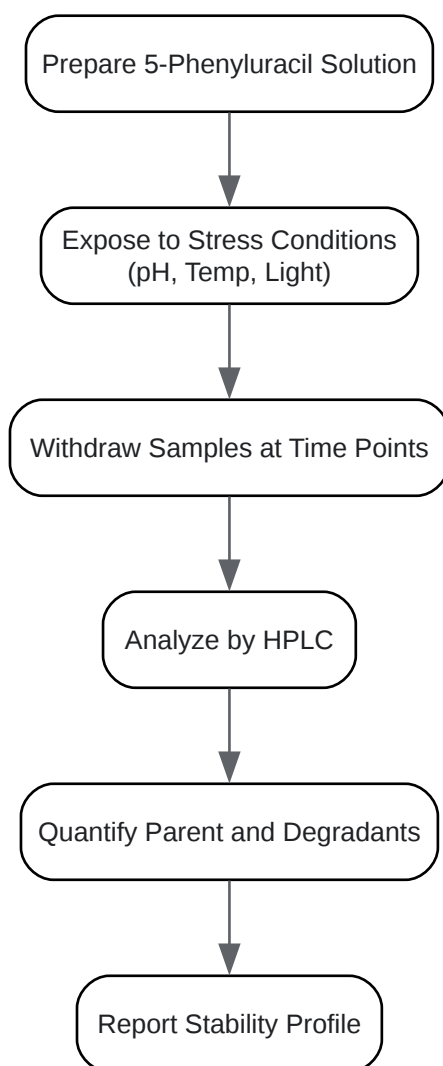 Prepare 5-Phenyluracil Solution
Expose to Stress Conditions
(pH, Temp, Light)
Withdraw Samples at Time Points
Analyze by HPLC
Quantify Parent and Degradants
Report Stability Profile